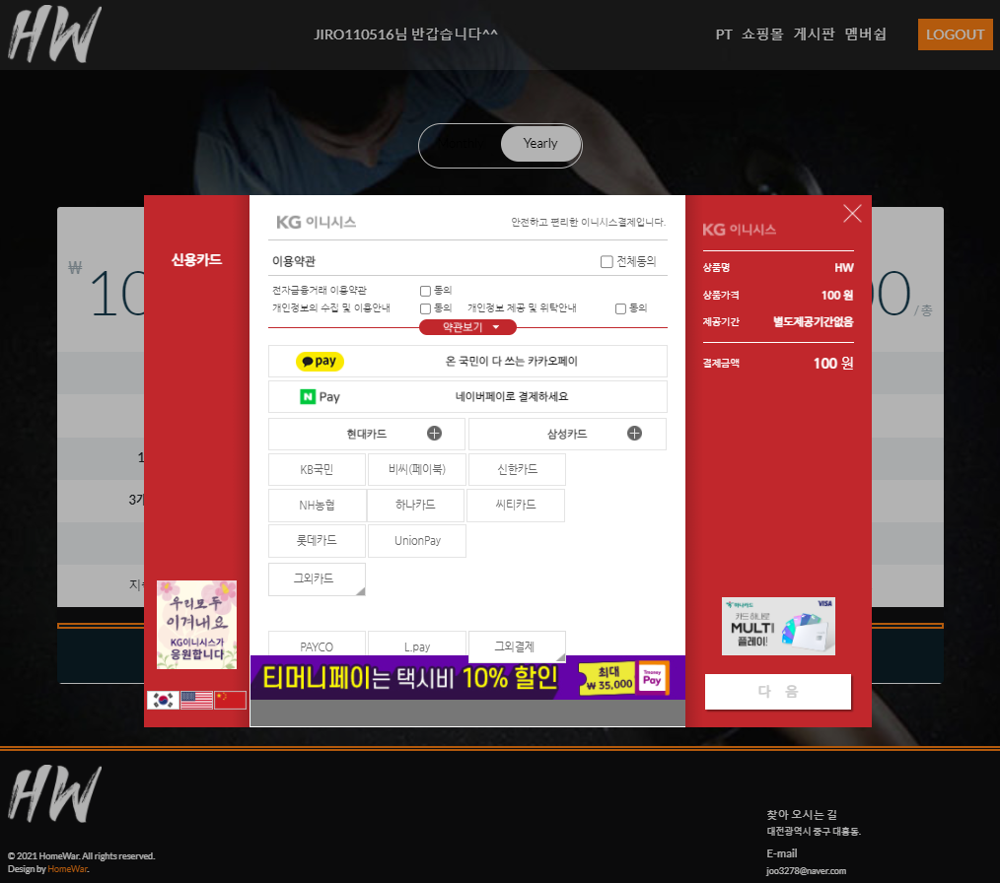 HW
JIRO110516님 반갑습니다^^
PT 쇼핑몰 게시판 멤버쉽
LOGOUT
Yearly
₩
10
00
/ 총
1
3개
지속
신용카드
KG 이니시스
안전하고 편리한 이니시스결제입니다.
이용약관
전체동의
전자금융거래 이용약관
동의
개인정보의 수집 및 이용안내
동의
개인정보 제공 및 위탁안내
동의
약관보기
pay
온 국민이 다 쓰는 카카오페이
N Pay
네이버페이로 결제하세요
현대카드
삼성카드
KB국민
비씨(페이북)
신한카드
NH농협
하나카드
씨티카드
롯데카드
UnionPay
그외카드
PAYCO
L.pay
그외결제
티머니페이는 택시비 10% 할인
최대
₩ 35,000
Tmoney
Pay
우리모두
이겨내요
KG이니시스가
응원합니다
KG 이니시스
상품명
HW
상품가격
100 원
제공기간
별도제공기간없음
결제금액
100 원
하나카드
VISA
카드 하나로
MULTI
플레이!
다 음
HW
© 2021 HomeWar. All rights reserved.
Design by HomeWar.
찾아 오시는 길
대전광역시 중구 대흥동.
E-mail
joo3278@naver.com